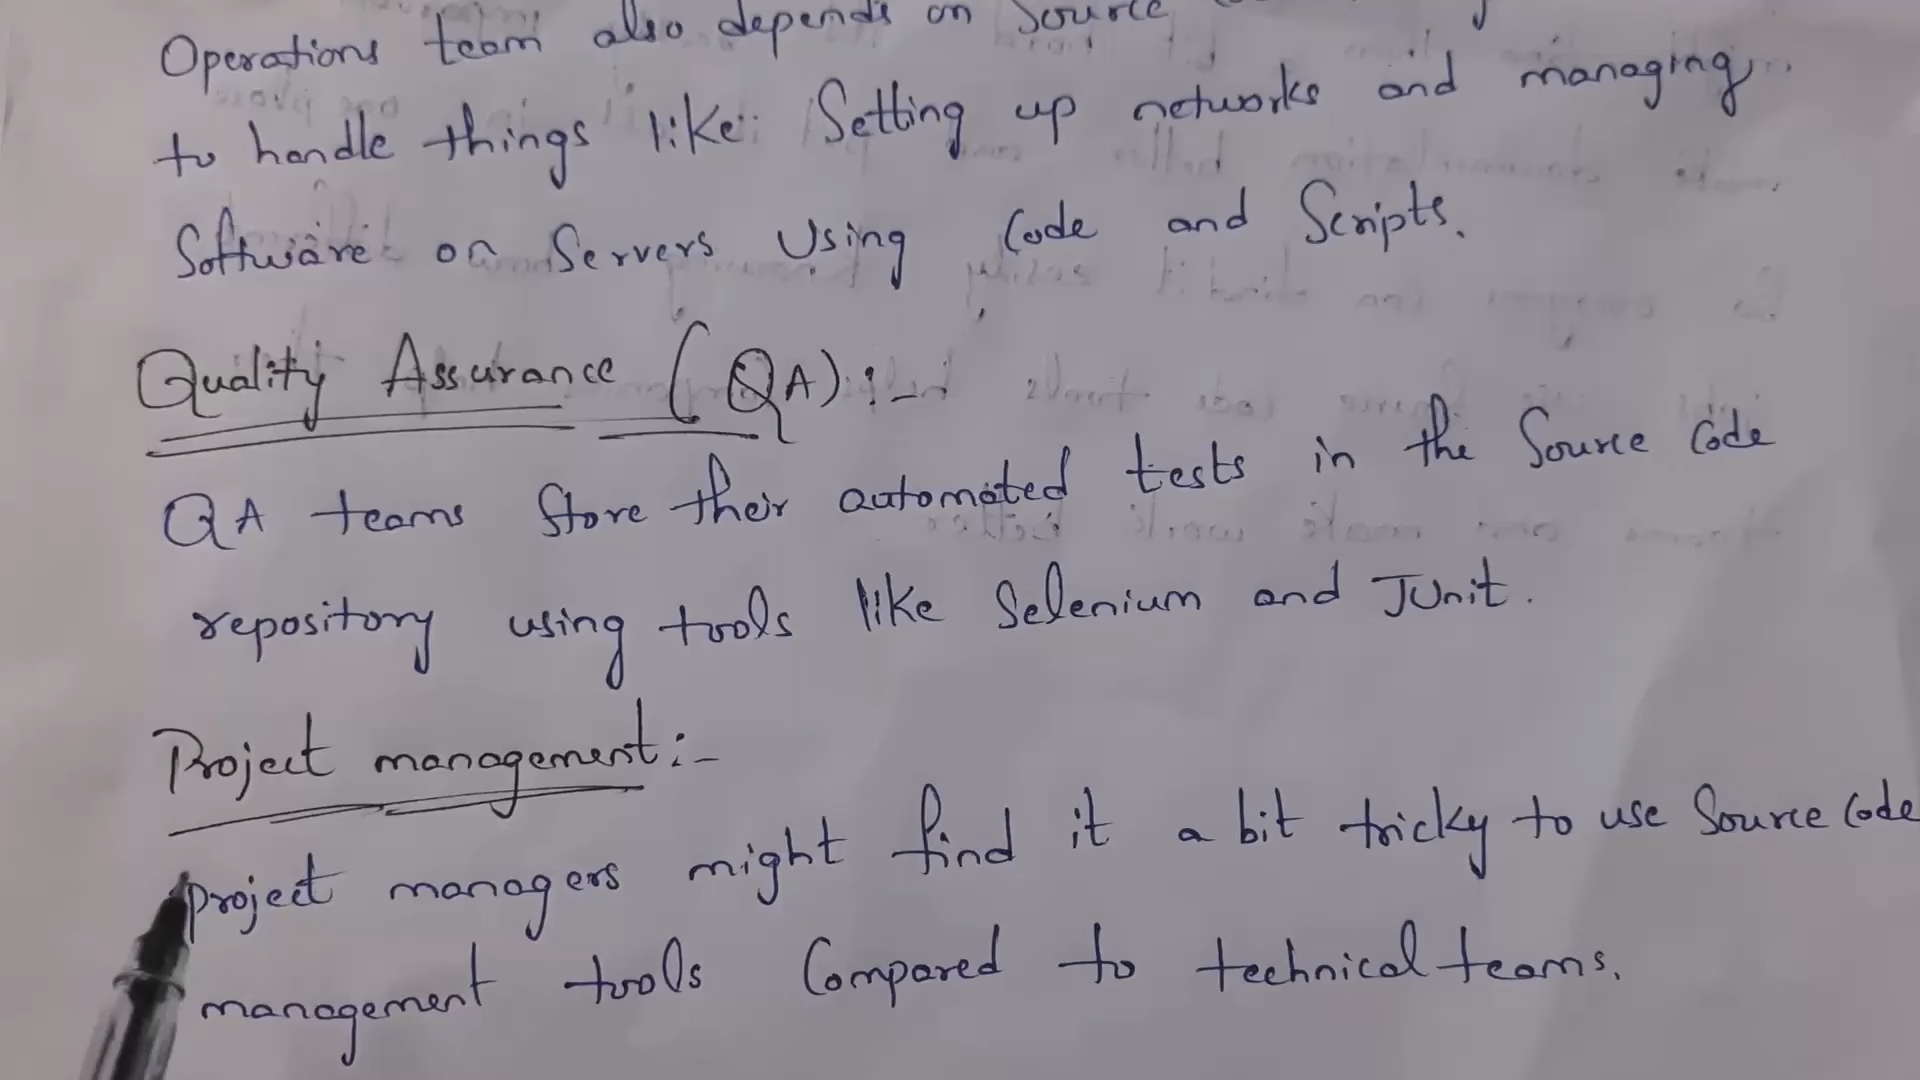 Operations team also depends on Source
to handle things like: Setting up networks and managing
Software on Servers Using Code and Scripts.
Quality Assurance (QA):-
QA teams Store their automated tests in the Source Code
repository using tools like Selenium and JUnit.
Project management:-
project managers might find it a bit tricky to use Source Code
management tools Compared to technical teams.